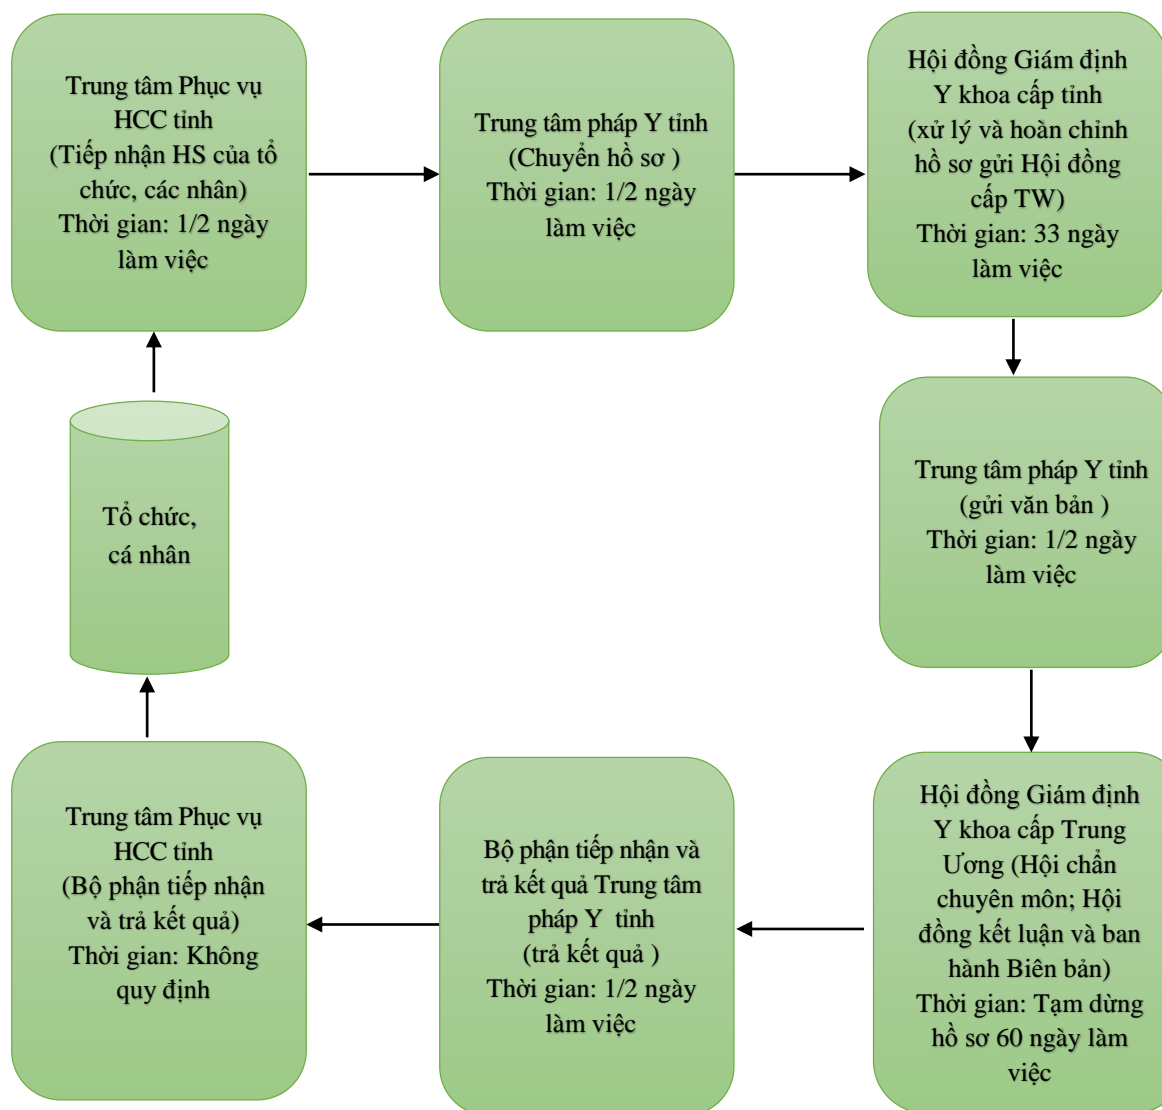 Trung tâm Phục vụ
HCC tỉnh
(Tiếp nhận HS của tổ
chức, các nhân)
Thời gian: 1/2 ngày
làm việc
Trung tâm pháp Y tỉnh
(Chuyển hồ sơ )
Thời gian: 1/2 ngày
làm việc
Hội đồng Giám định
Y khoa cấp tỉnh
(xử lý và hoàn chỉnh
hồ sơ gửi Hội đồng
cấp TW)
Thời gian: 33 ngày
làm việc
Trung tâm pháp Y tỉnh
(gửi văn bản )
Thời gian: 1/2 ngày
làm việc
Hội đồng Giám định
Y khoa cấp Trung
Ương (Hội chẩn
chuyên môn; Hội
đồng kết luận và ban
hành Biên bản)
Thời gian: Tạm dừng
hồ sơ 60 ngày làm
việc
Bộ phận tiếp nhận và
trả kết quả Trung tâm
pháp Y  tỉnh
(trả kết quả )
Thời gian: 1/2 ngày
làm việc
Trung tâm Phục vụ
HCC tỉnh
(Bộ phận tiếp nhận
và trả kết quả)
Thời gian: Không
quy định
Tổ chức,
cá nhân